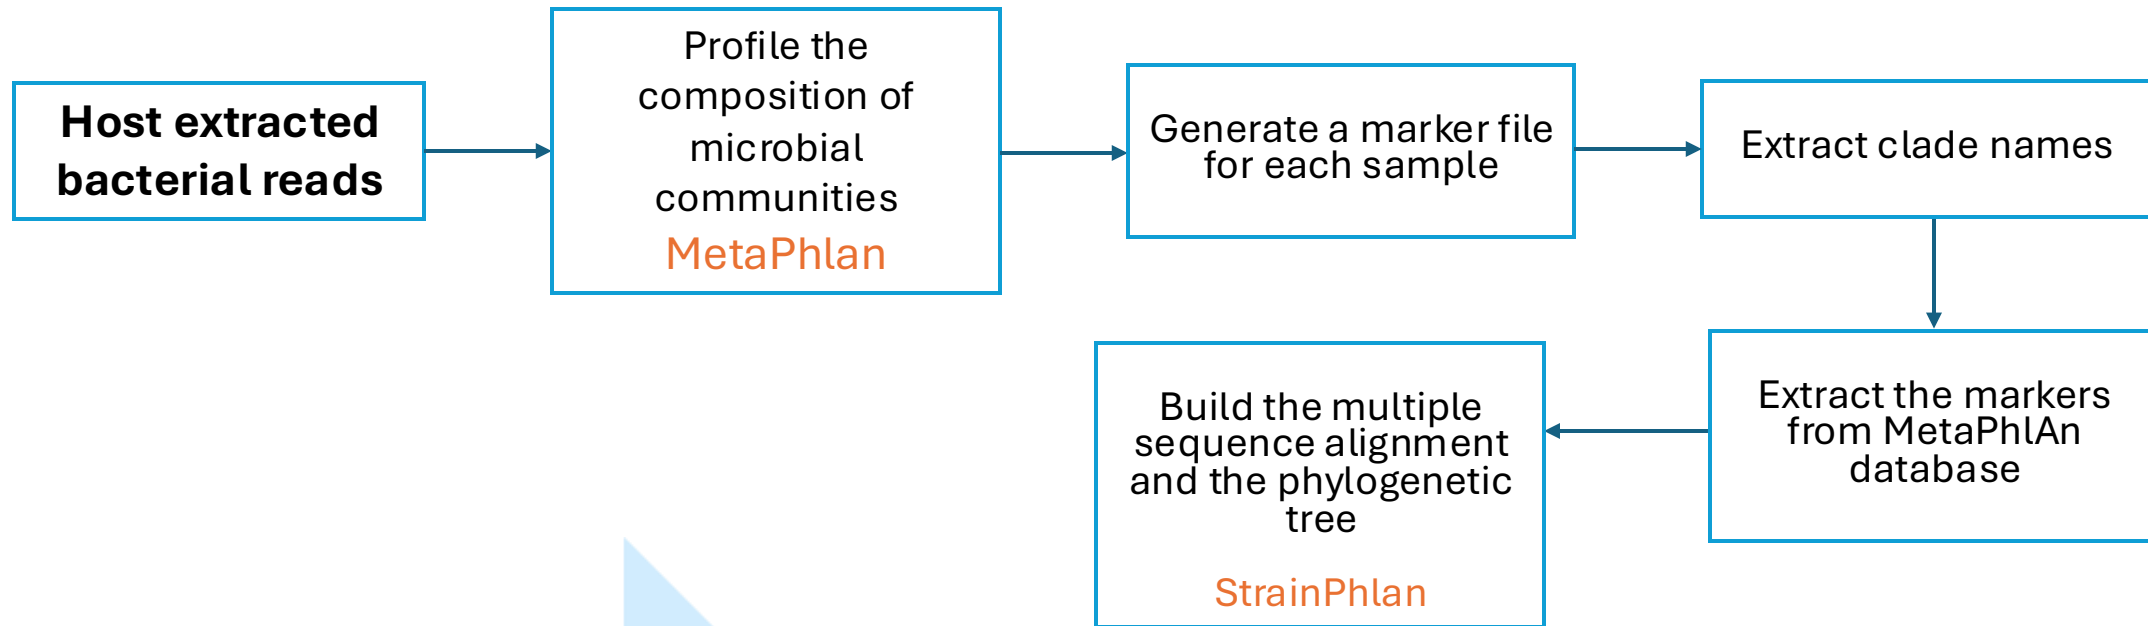 Host extracted
bacterial reads
Profile the
composition of
microbial
communities
MetaPhlan
Generate a marker file
for each sample
Extract clade names
Extract the markers
from MetaPhlAn
database
Build the multiple
sequence alignment
and the phylogenetic
tree
StrainPhlan